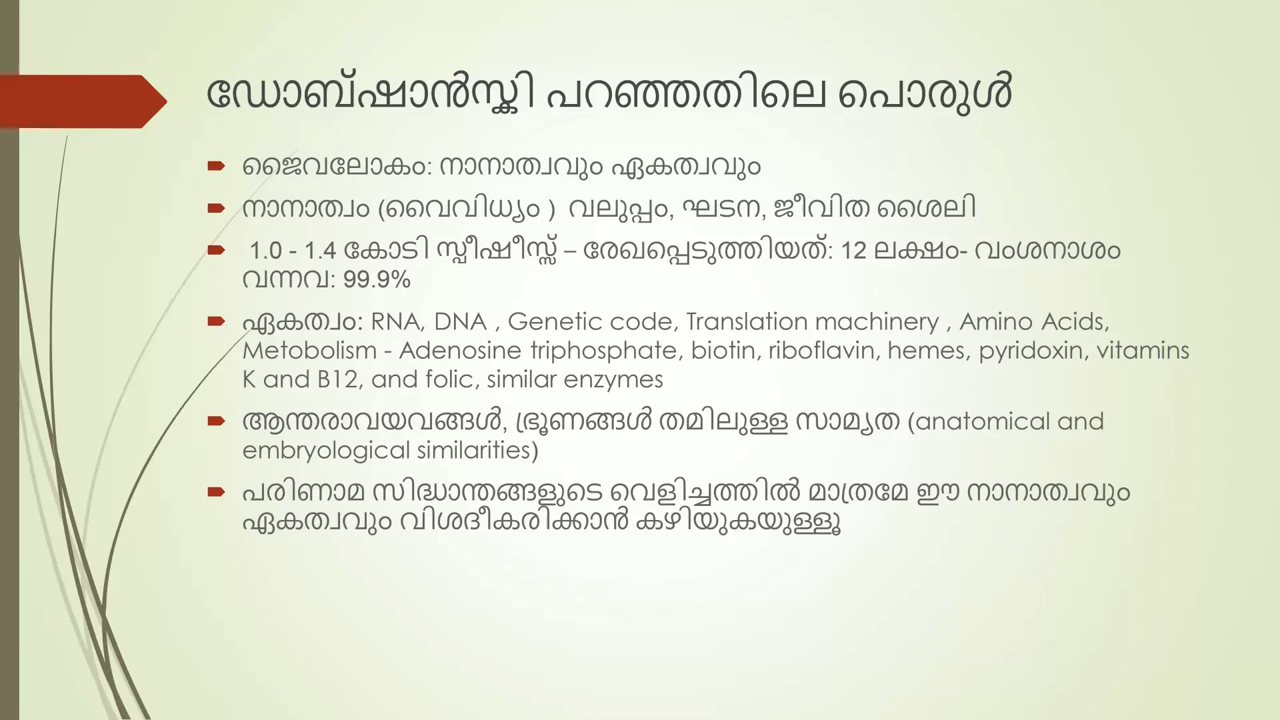 ഡോബ്ഷാൻസ്കി പറഞ്ഞതിലെ പൊരുൾ
ജൈവലോകം: നാനാത്വവും ഏകത്വവും
നാനാത്വം (വൈവിധ്യം ) വലുപ്പം, ഘടന, ജീവിത ശൈലി
1.0 - 1.4 കോടി സ്പീഷീസ്സ് – രേഖപ്പെടുത്തിയത്: 12 ലക്ഷം- വംശനാശം
വന്നവ: 99.9%
ഏകത്വം: RNA, DNA , Genetic code, Translation machinery , Amino Acids,
Metobolism - Adenosine triphosphate, biotin, riboflavin, hemes, pyridoxin, vitamins
K and B12, and folic, similar enzymes
ആന്തരാവയവങ്ങൾ, ഭ്രൂണങ്ങൾ തമിലുള്ള സാമ്യത (anatomical and
embryological similarities)
പരിണാമ സിദ്ധാന്തങ്ങളുടെ വെളിച്ചത്തിൽ മാത്രമേ ഈ നാനാത്വവും
ഏകത്വവും വിശദീകരിക്കാൻ കഴിയുകയുള്ളൂ